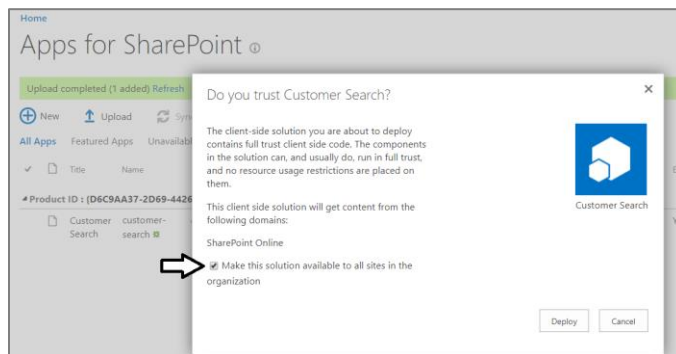 Home
Apps for SharePoint
Upload completed (1 added) Refresh
New Upload Sync
All Apps Featured Apps
Title Name
Product ID : (D6C9AA37-2D69-4426
Customer Search customer-search
Do you trust Customer Search?
The client-side solution you are about to deploy
contains full trust client side code. The components
in the solution can, and usually do, run in full trust,
and no resource usage restrictions are placed on
them.
This client side solution will get content from the
following domains:
SharePoint Online
Make this solution available to all sites in the
organization
Customer Search
Deploy Cancel